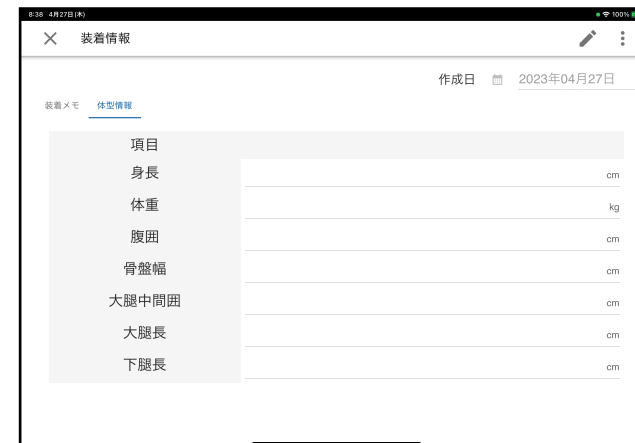 8:38 4月27日(木) 100%
装着情報
作成日 2023年04月27日
装着メモ 体型情報
項目
身長 cm
体重 kg
腹囲 cm
骨盤幅 cm
大腿中間囲 cm
大腿長 cm
下腿長 cm